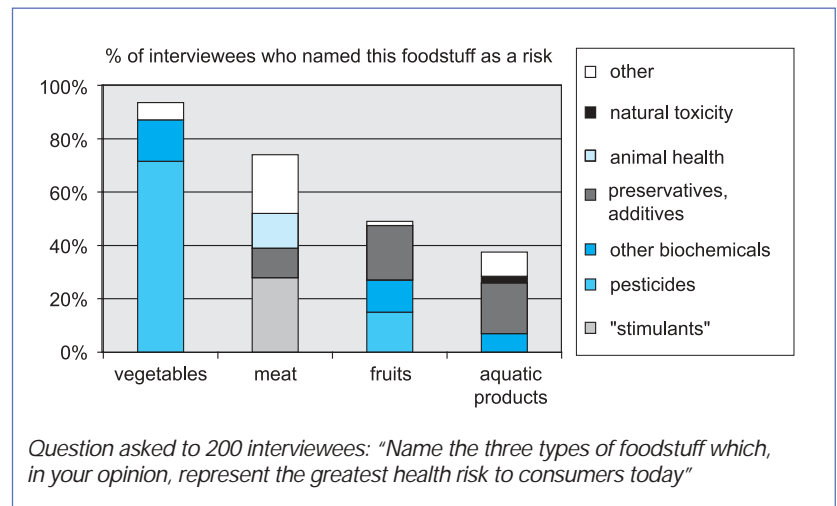 % of interviewees who named this foodstuff as a risk
100%
80%
60%
40%
20%
0%
vegetables
meat
fruits
aquatic
products
other
natural toxicity
animal health
preservatives,
additives
other biochemicals
pesticides
"stimulants"
Question asked to 200 interviewees: “Name the three types of foodstuff which,
in your opinion, represent the greatest health risk to consumers today”